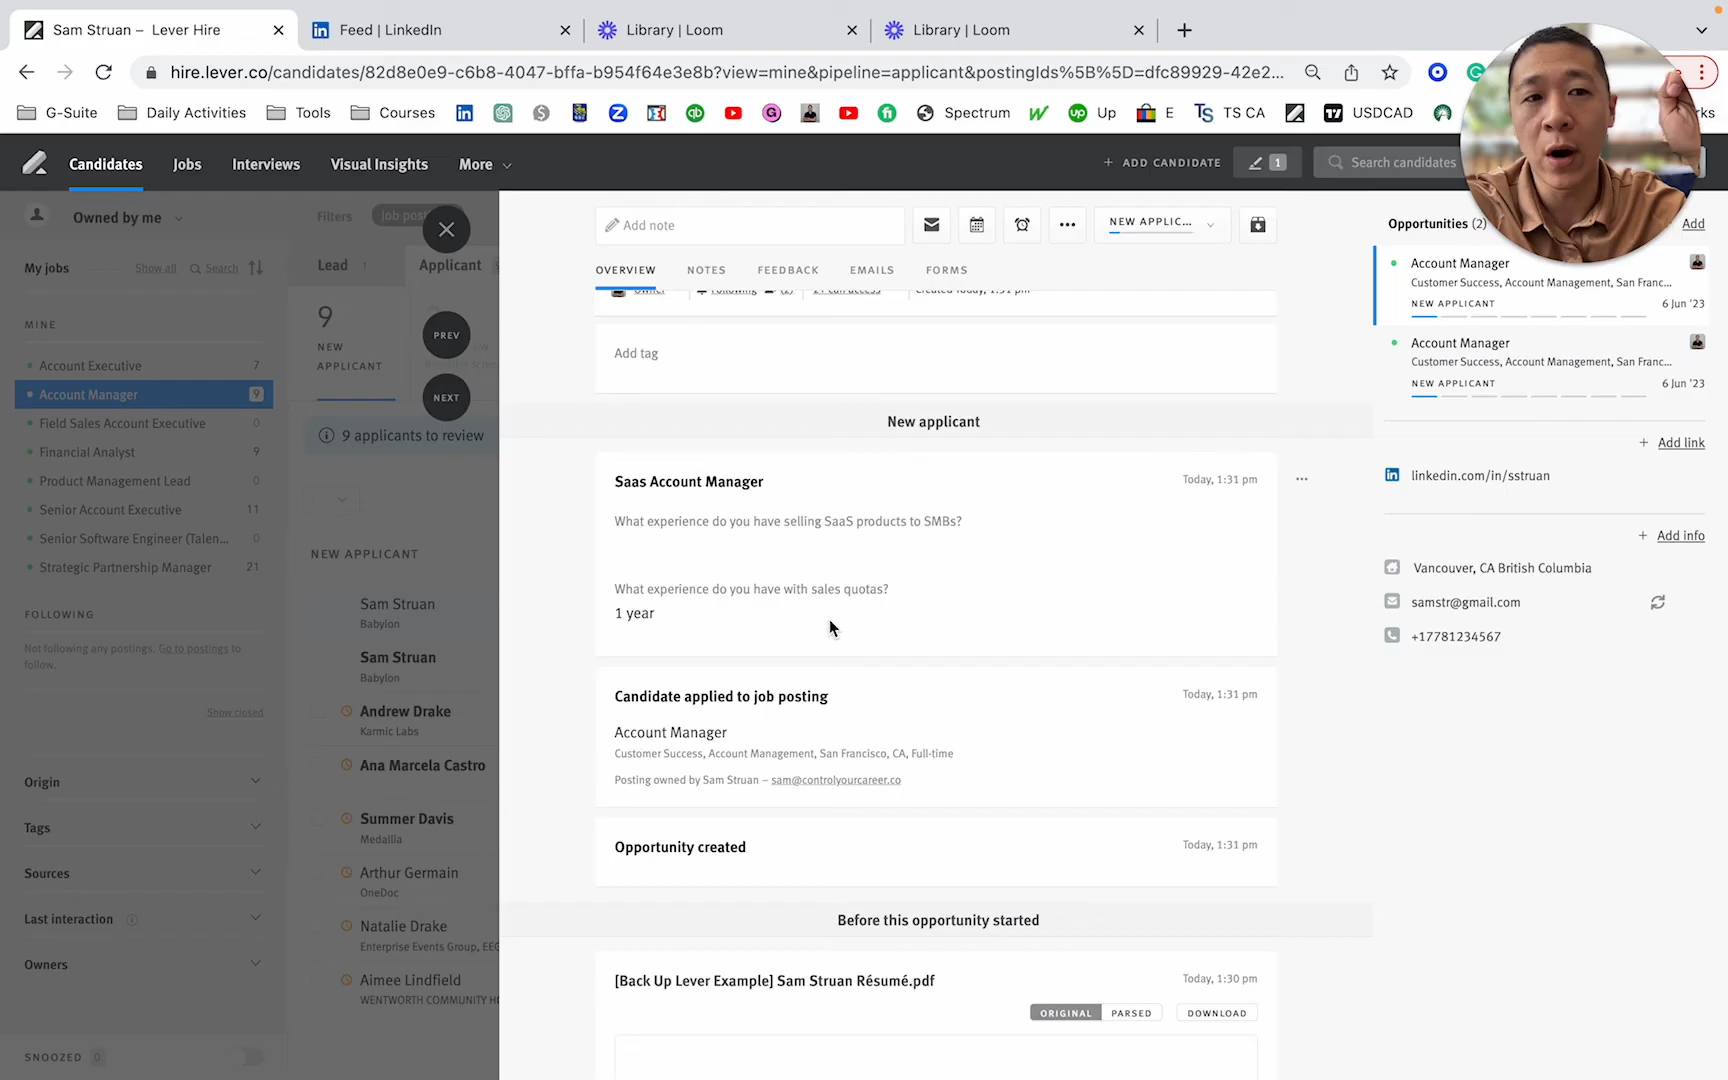 Sam Struan – Lever Hire
Feed | LinkedIn
Library | Loom
Library | Loom
hire.lever.co/candidates/82d8e0e9-c6b8-4047-bffa-b954f64e3e8b?view=mine&pipeline=applicant&postingIds%5B%5D=dfc89929-42e2...
G-Suite
Daily Activities
Tools
Courses
Spectrum
Up
E
TS CA
USDCAD
Candidates
Jobs
Interviews
Visual Insights
More
+ ADD CANDIDATE
1
Search candidates
Owned by me
Filters
Job post
My jobs
Show all
Search
MINE
Account Executive 7
Account Manager 9
Field Sales Account Executive 0
Financial Analyst 9
Product Management Lead 0
Senior Account Executive 11
Senior Software Engineer (Talen... 0
Strategic Partnership Manager 21
FOLLOWING
Not following any postings. Go to postings to
follow.
Show closed
Origin
Tags
Sources
Last interaction
Owners
SNOOZED 0
Lead 1
Applicant
9
NEW
APPLICANT
PREV
NEXT
9 applicants to review
NEW APPLICANT
Sam Struan
Babylon
Sam Struan
Babylon
Andrew Drake
Karmic Labs
Ana Marcela Castro
Summer Davis
Medallia
Arthur Germain
OneDoc
Natalie Drake
Enterprise Events Group, EEG
Aimee Lindfield
WENTWORTH COMMUNITY HO
Add note
NEW APPLIC...
OVERVIEW
NOTES
FEEDBACK
EMAILS
FORMS
Owner
Following
(2)
21 can access
Created Today, 1:31 pm
Add tag
New applicant
Saas Account Manager
Today, 1:31 pm
What experience do you have selling SaaS products to SMBs?
What experience do you have with sales quotas?
1 year
Candidate applied to job posting
Today, 1:31 pm
Account Manager
Customer Success, Account Management, San Francisco, CA, Full-time
Posting owned by Sam Struan – sam@controlyourcareer.co
Opportunity created
Today, 1:31 pm
Before this opportunity started
[Back Up Lever Example] Sam Struan Résumé.pdf
Today, 1:30 pm
ORIGINAL
PARSED
DOWNLOAD
Opportunities (2)
Add
Account Manager
Customer Success, Account Management, San Franc...
NEW APPLICANT
6 Jun '23
Account Manager
Customer Success, Account Management, San Franc...
NEW APPLICANT
6 Jun '23
+ Add link
linkedin.com/in/sstruan
+ Add info
Vancouver, CA British Columbia
samstr@gmail.com
+17781234567